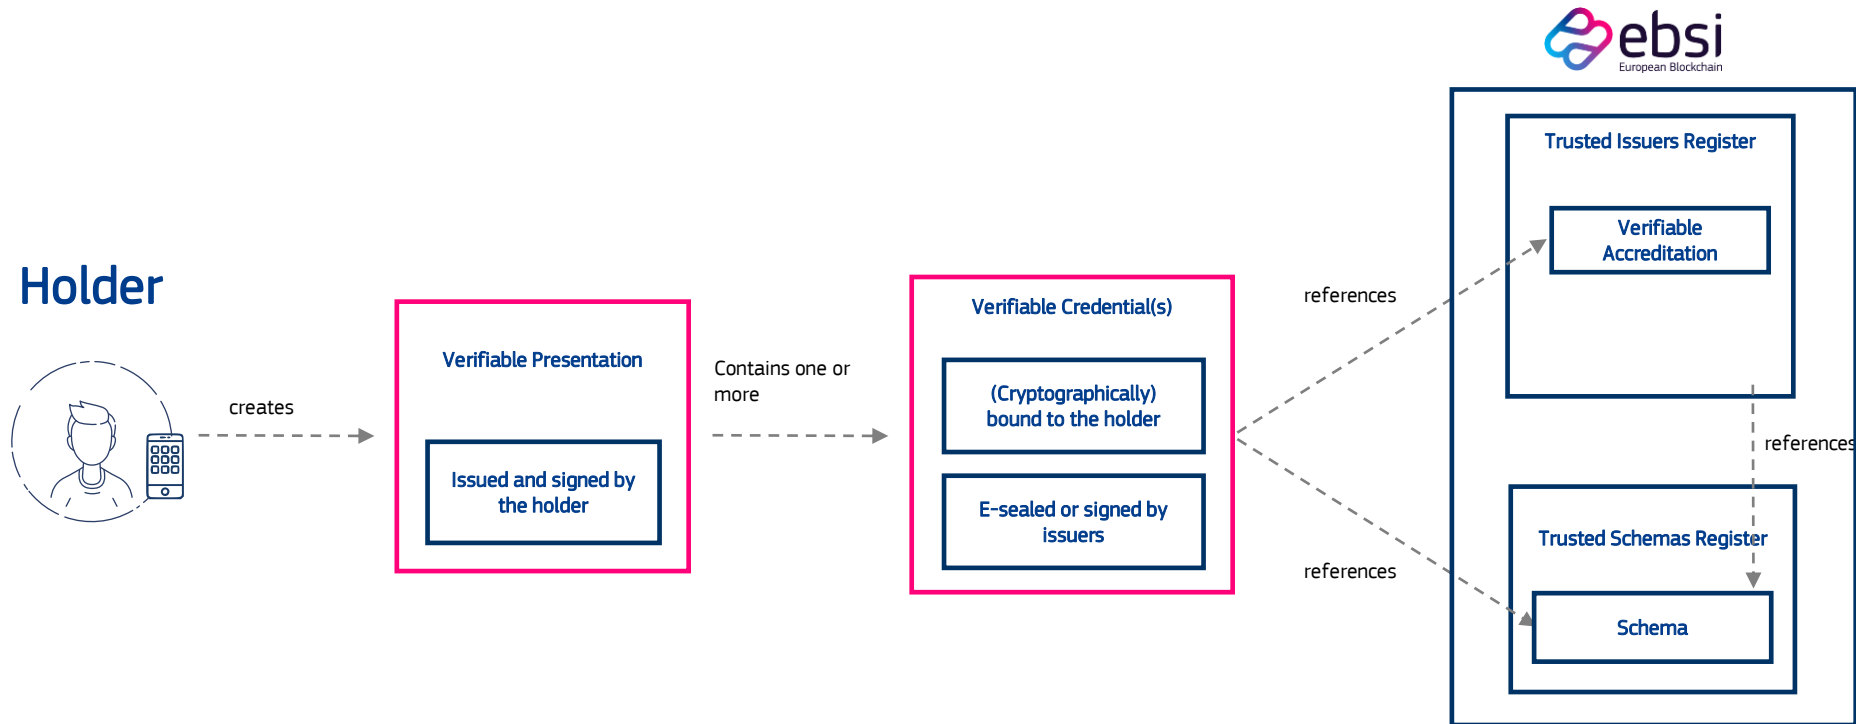 ebsi
European Blockchain
Trusted Issuers Register
Verifiable
Accreditation
references
Holder
Verifiable Credential(s)
Verifiable Presentation
Contains one or
more
(Cryptographically)
bound to the holder
creates
references
Issued and signed by
the holder
E-sealed or signed by
issuers
Trusted Schemas Register
references
Schema